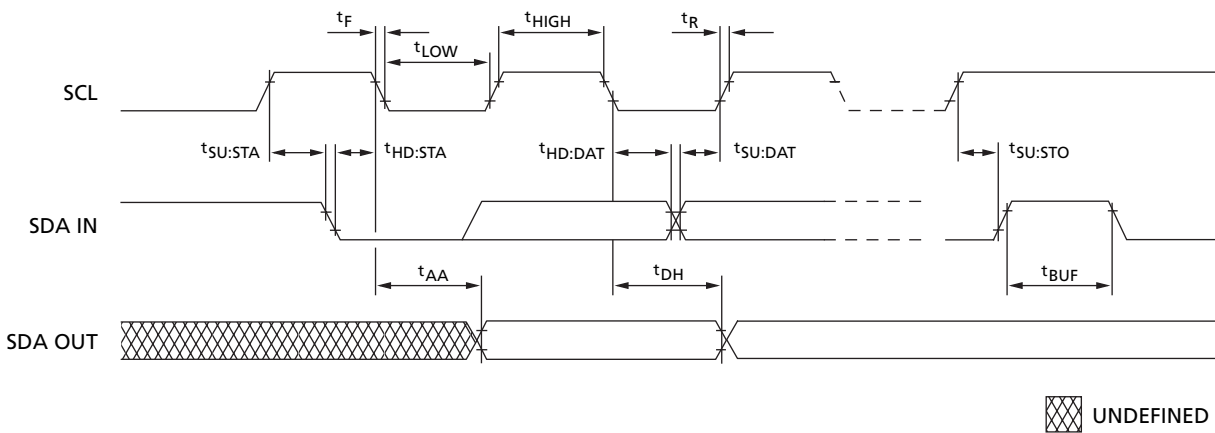 tF
tLOW
tHIGH
tR
SCL
tSU:STA
tHD:STA
tHD:DAT
tSU:DAT
tSU:STO
SDA IN
tAA
tDH
tBUF
SDA OUT
UNDEFINED